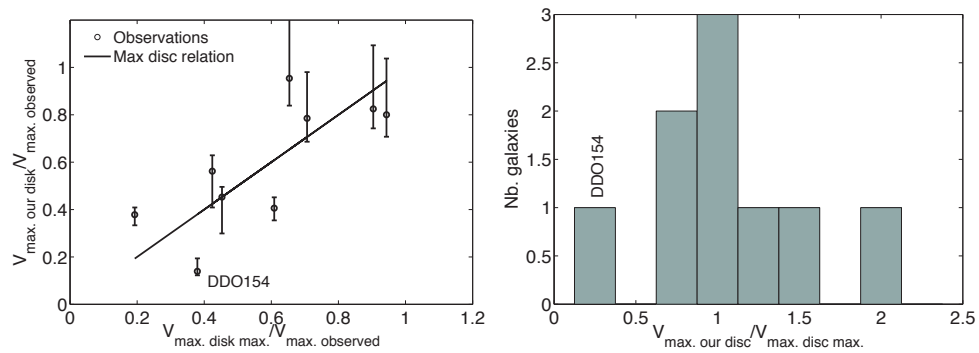 Observations
Max disc relation
V max. our disk/V max. observed
1
0.8
0.6
0.4
0.2
0
DDO154
0 0.2 0.4 0.6 0.8 1 1.2
V max. disk max./V max. observed
Nb. galaxies
3
2.5
2
1.5
1
0.5
0
DDO154
0 0.5 1 1.5 2 2.5
V max. our disc/V max. disc max.